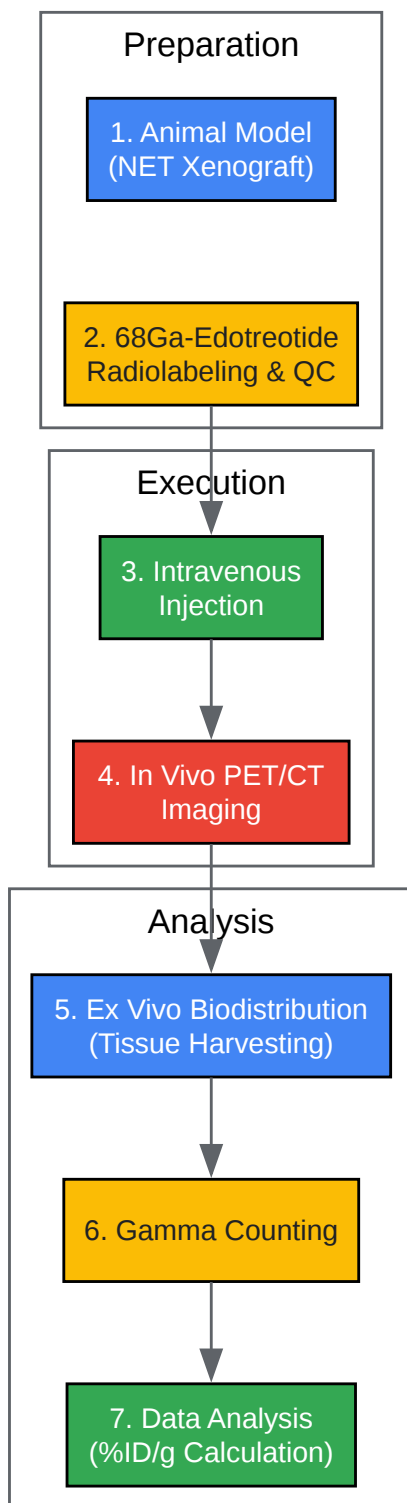 Preparation
1. Animal Model
(NET Xenograft)
2. 68Ga-Edotreotide
Radiolabeling & QC
Execution
3. Intravenous
Injection
4. In Vivo PET/CT
Imaging
Analysis
5. Ex Vivo Biodistribution
(Tissue Harvesting)
6. Gamma Counting
7. Data Analysis
(%ID/g Calculation)